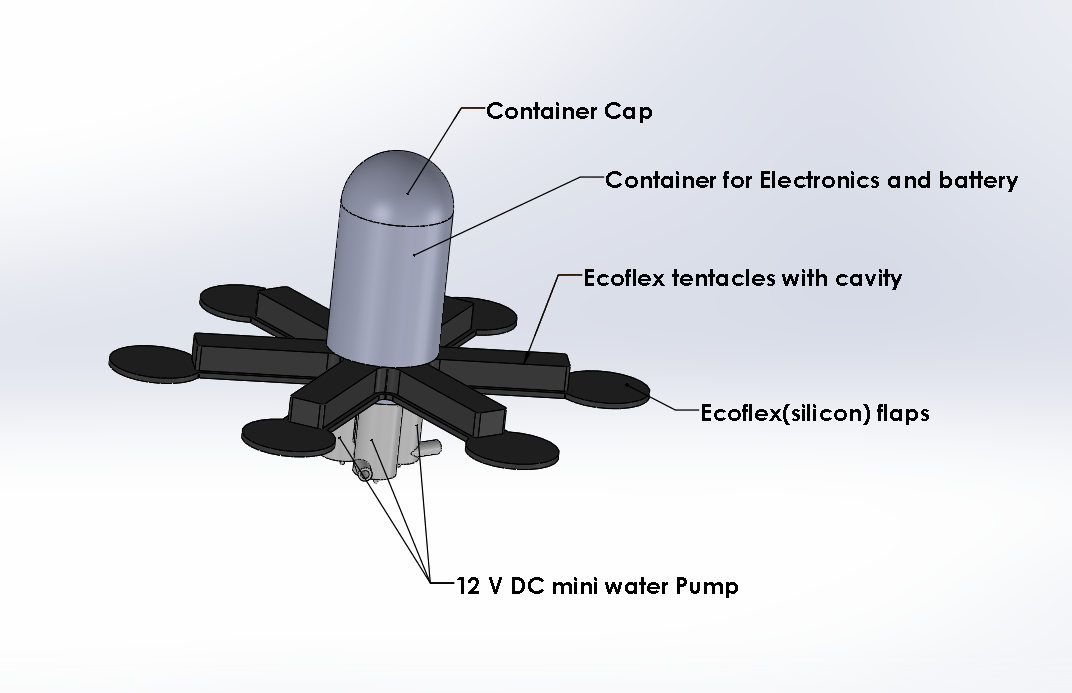 Container Cap
Container for Electronics and battery
Ecoflex tentacles with cavity
Ecoflex(silicon) flaps
12 V DC mini water Pump